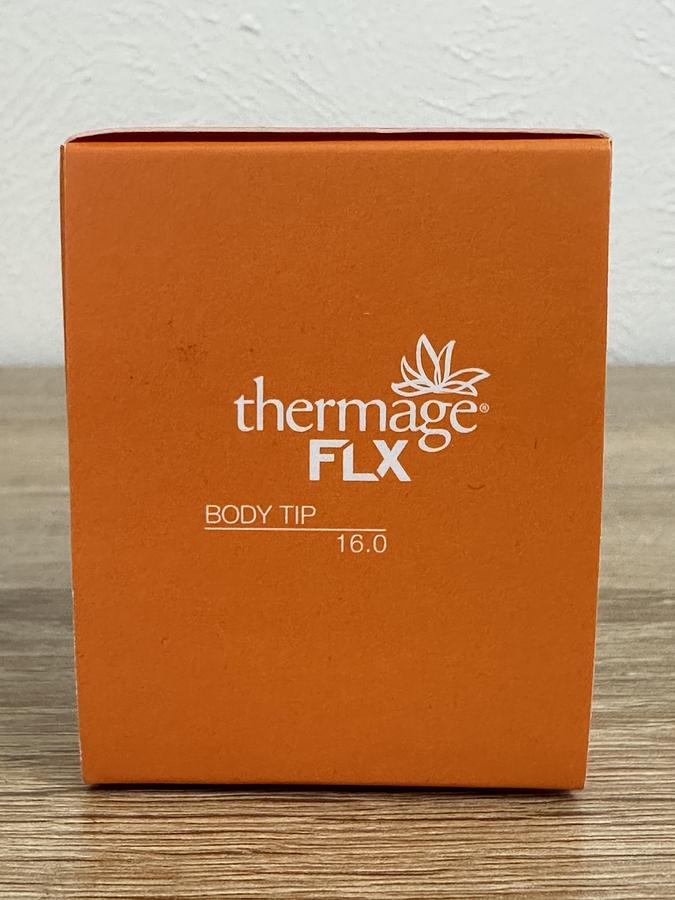 thermage®
FLX
BODY TIP
16.0